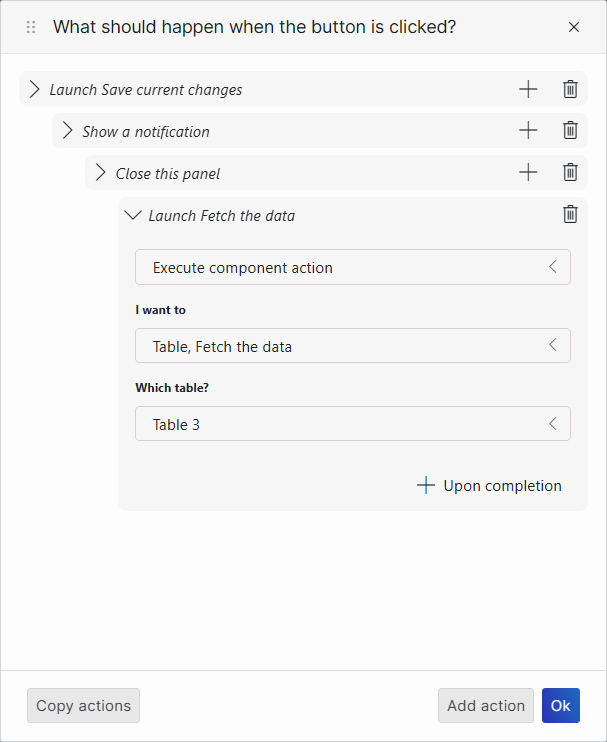 What should happen when the button is clicked?
Launch Save current changes
Show a notification
Close this panel
Launch Fetch the data
Execute component action
I want to
Table, Fetch the data
Which table?
Table 3
Upon completion
Copy actions
Add action
Ok